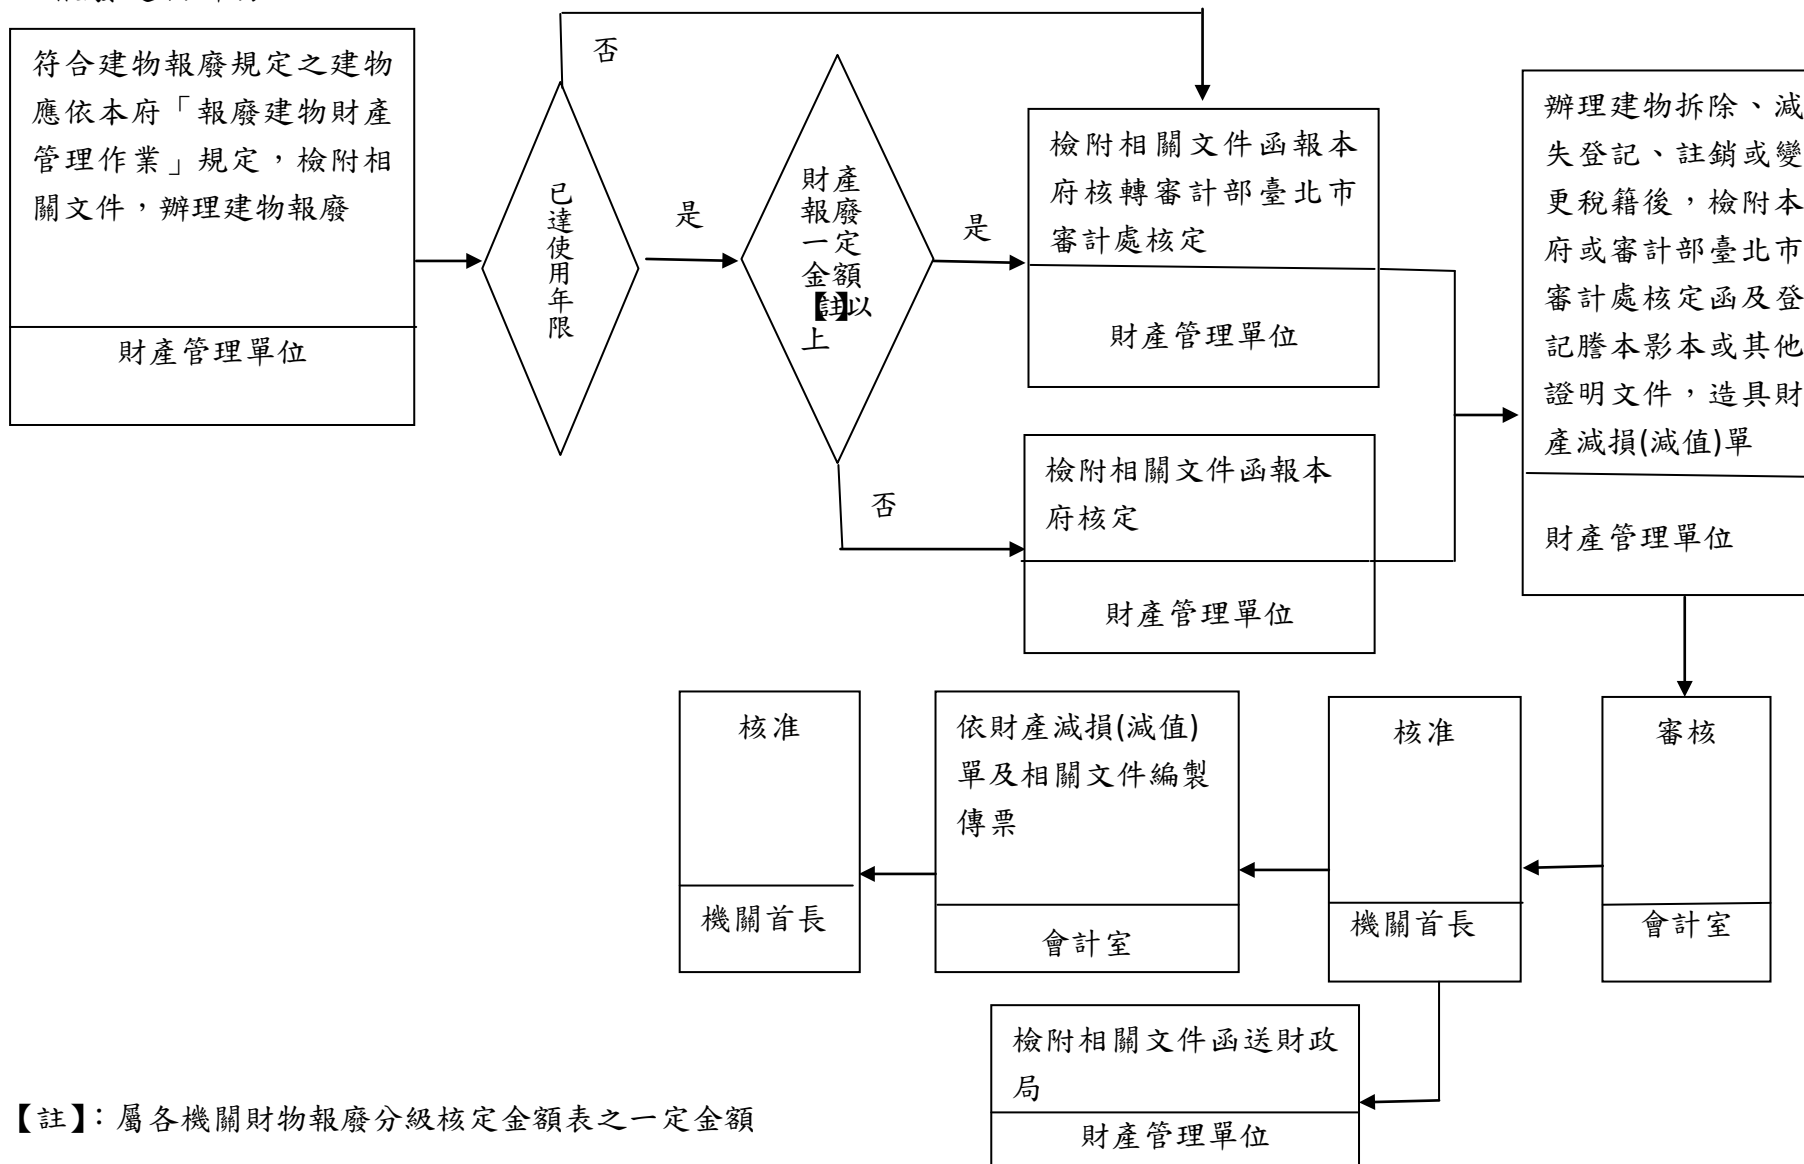 符合建物報廢規定之建物
應依本府「報廢建物財產
管理作業」規定，檢附相
關文件，辦理建物報廢
財產管理單位
否
已達使用年限
是
財產
報廢
一定
金額
【註】以
上
是
否
檢附相關文件函報本
府核轉審計部臺北市
審計處核定
財產管理單位
檢附相關文件函報本
府核定
財產管理單位
辦理建物拆除、滅
失登記、註銷或變
更稅籍後，檢附本
府或審計部臺北市
審計處核定函及登
記謄本影本或其他
證明文件，造具財
產減損(減值)單
財產管理單位
審核
會計室
核准
機關首長
依財產減損(減值)
單及相關文件編製
傳票
會計室
核准
機關首長
檢附相關文件函送財政
局
財產管理單位
【註】：屬各機關財物報廢分級核定金額表之一定金額